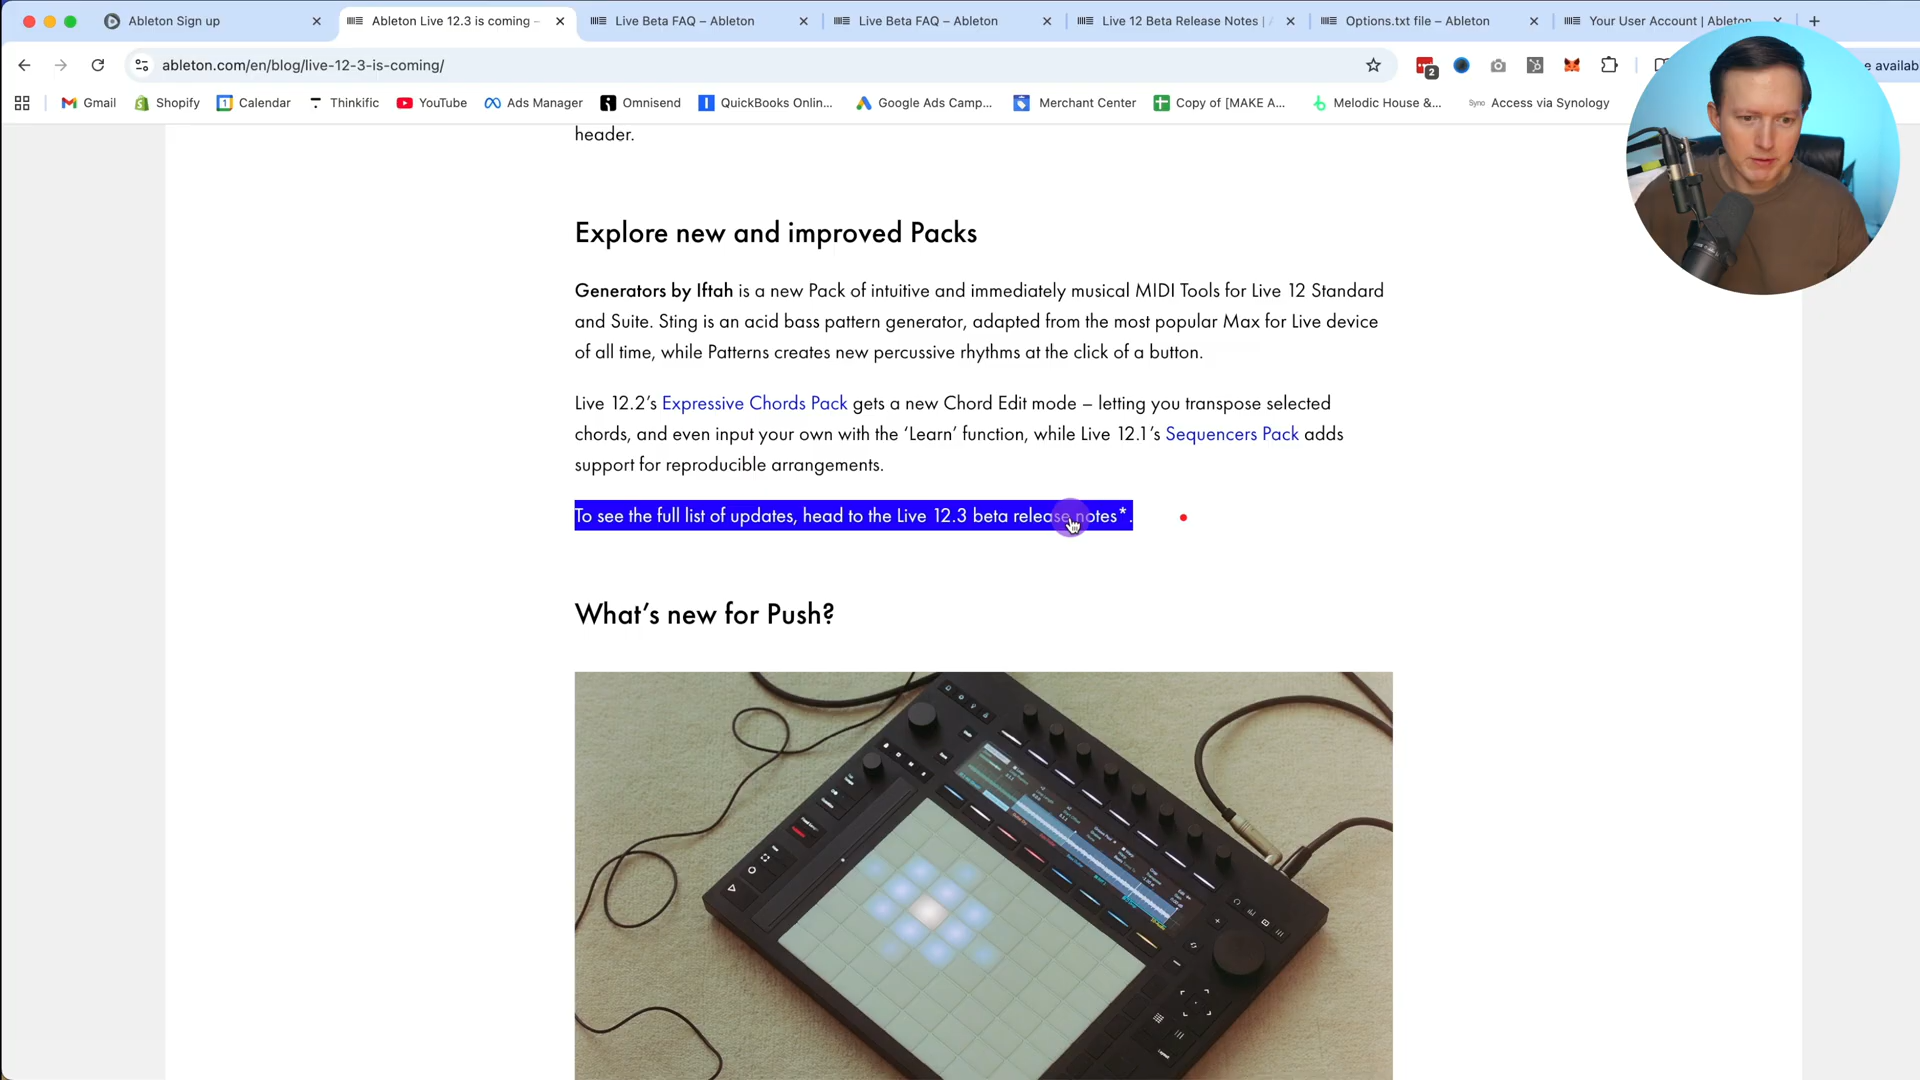 Ableton Sign up
Ableton Live 12.3 is coming –
Live Beta FAQ – Ableton
Live Beta FAQ – Ableton
Live 12 Beta Release Notes |
Options.txt file – Ableton
Your User Account | Ableton
ableton.com/en/blog/live-12-3-is-coming/
2
e availab
Gmail
Shopify
Calendar
Thinkific
YouTube
Ads Manager
Omnisend
QuickBooks Onlin...
Google Ads Camp...
Merchant Center
Copy of [MAKE A...
Melodic House &...
Syno
Access via Synology
header.
Explore new and improved Packs
Generators by Iftah is a new Pack of intuitive and immediately musical MIDI Tools for Live 12 Standard
and Suite. Sting is an acid bass pattern generator, adapted from the most popular Max for Live device
of all time, while Patterns creates new percussive rhythms at the click of a button.
Live 12.2’s Expressive Chords Pack gets a new Chord Edit mode – letting you transpose selected
chords, and even input your own with the ‘Learn’ function, while Live 12.1’s Sequencers Pack adds
support for reproducible arrangements.
To see the full list of updates, head to the Live 12.3 beta release notes*.
What’s new for Push?